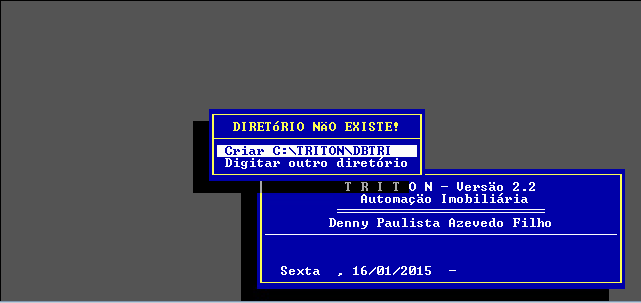 DIRETóRIO NÃO EXISTE!
Criar C:\TRITON\DBTRI
Digitar outro diretório
T R I T O N - Versão 2.2
Automação Imobiliária
Denny Paulista Azevedo Filho
Sexta , 16/01/2015 -